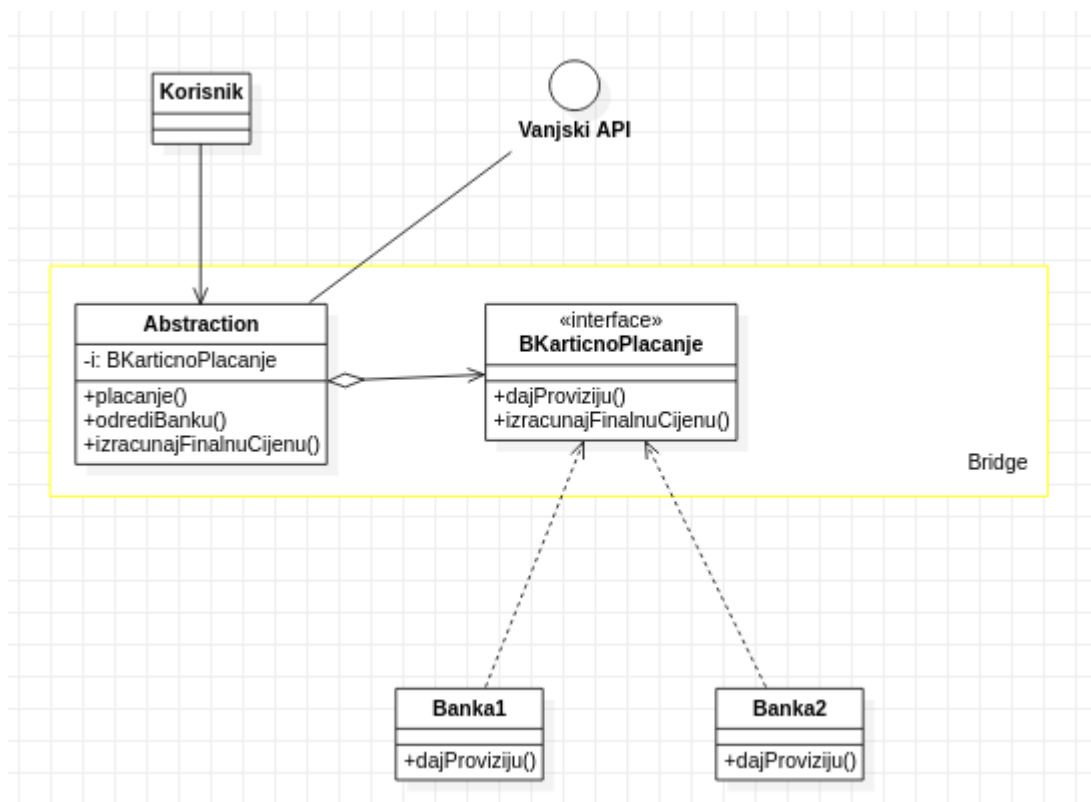 Korisnik
Vanjski API
Abstraction
-i: BKarticnoPlacanje
+placanje()
+odrediBanku()
+izracunajFinalnuCijenu()
«interface»
BKarticnoPlacanje
+dajProviziju()
+izracunajFinalnuCijenu()
Bridge
Banka1
+dajProviziju()
Banka2
+dajProviziju()